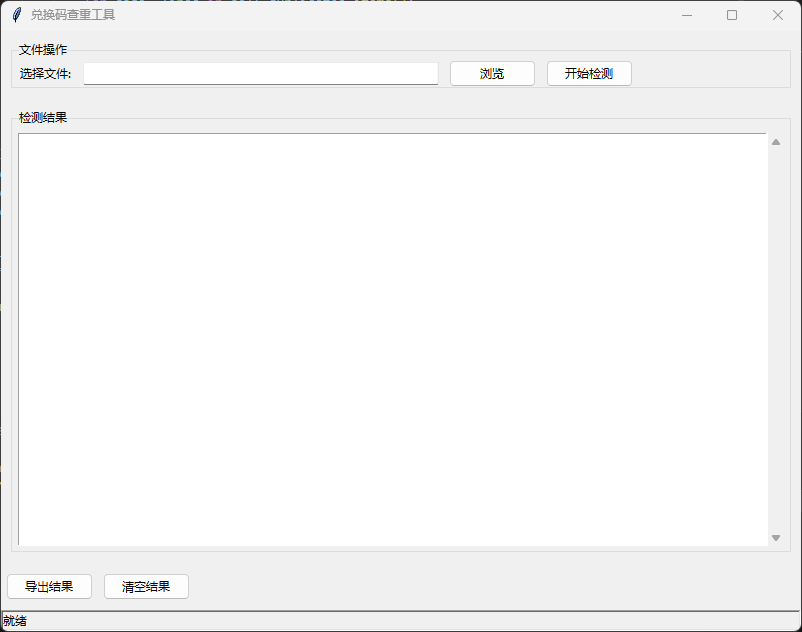 兑换码查重工具
文件操作
选择文件: 浏览 开始检测
检测结果
导出结果 清空结果
就绪